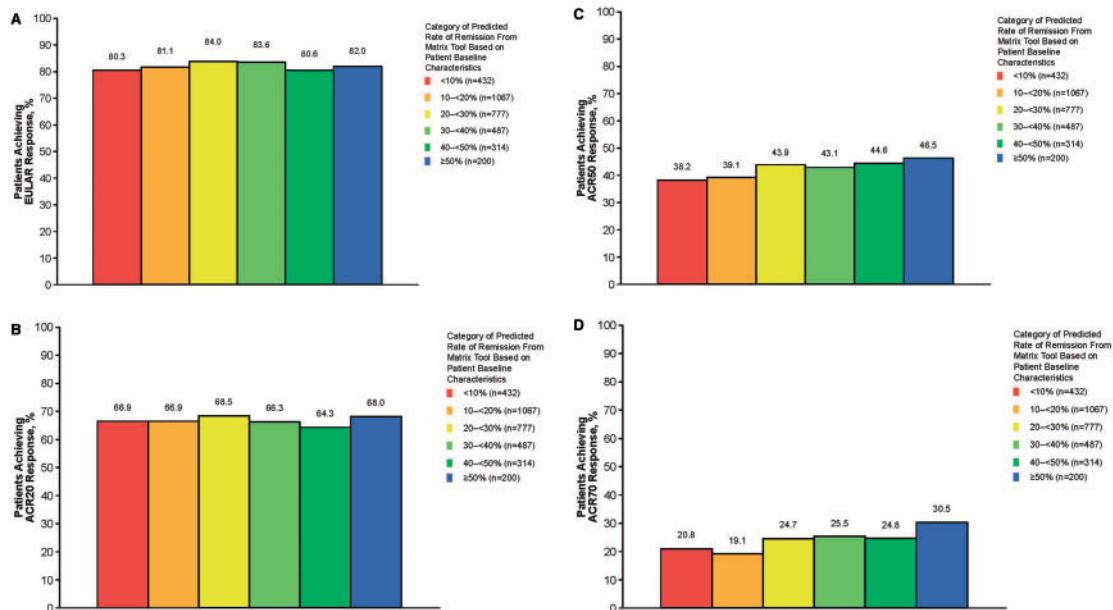 A
100
90
80
70
60
50
40
30
20
10
0
Patients Achieving
EULAR Response, %
80.3
81.1
84.0
83.6
80.6
82.0
Category of Predicted
Rate of Remission From
Matrix Tool Based on
Patient Baseline
Characteristics
<10% (n=432)
10–<20% (n=1067)
20–<30% (n=777)
30–<40% (n=487)
40–<50% (n=314)
≥50% (n=200)
B
100
90
80
70
60
50
40
30
20
10
0
Patients Achieving
ACR20 Response, %
66.9
66.9
68.5
66.3
64.3
68.0
Category of Predicted
Rate of Remission From
Matrix Tool Based on
Patient Baseline
Characteristics
<10% (n=432)
10–<20% (n=1067)
20–<30% (n=777)
30–<40% (n=487)
40–<50% (n=314)
≥50% (n=200)
C
100
90
80
70
60
50
40
30
20
10
0
Patients Achieving
ACR50 Response, %
38.2
39.1
43.9
43.1
44.6
46.5
Category of Predicted
Rate of Remission From
Matrix Tool Based on
Patient Baseline
Characteristics
<10% (n=432)
10–<20% (n=1067)
20–<30% (n=777)
30–<40% (n=487)
40–<50% (n=314)
≥50% (n=200)
D
100
90
80
70
60
50
40
30
20
10
0
Patients Achieving
ACR70 Response, %
20.8
19.1
24.7
25.5
24.8
30.5
Category of Predicted
Rate of Remission From
Matrix Tool Based on
Patient Baseline
Characteristics
<10% (n=432)
10–<20% (n=1067)
20–<30% (n=777)
30–<40% (n=487)
40–<50% (n=314)
≥50% (n=200)